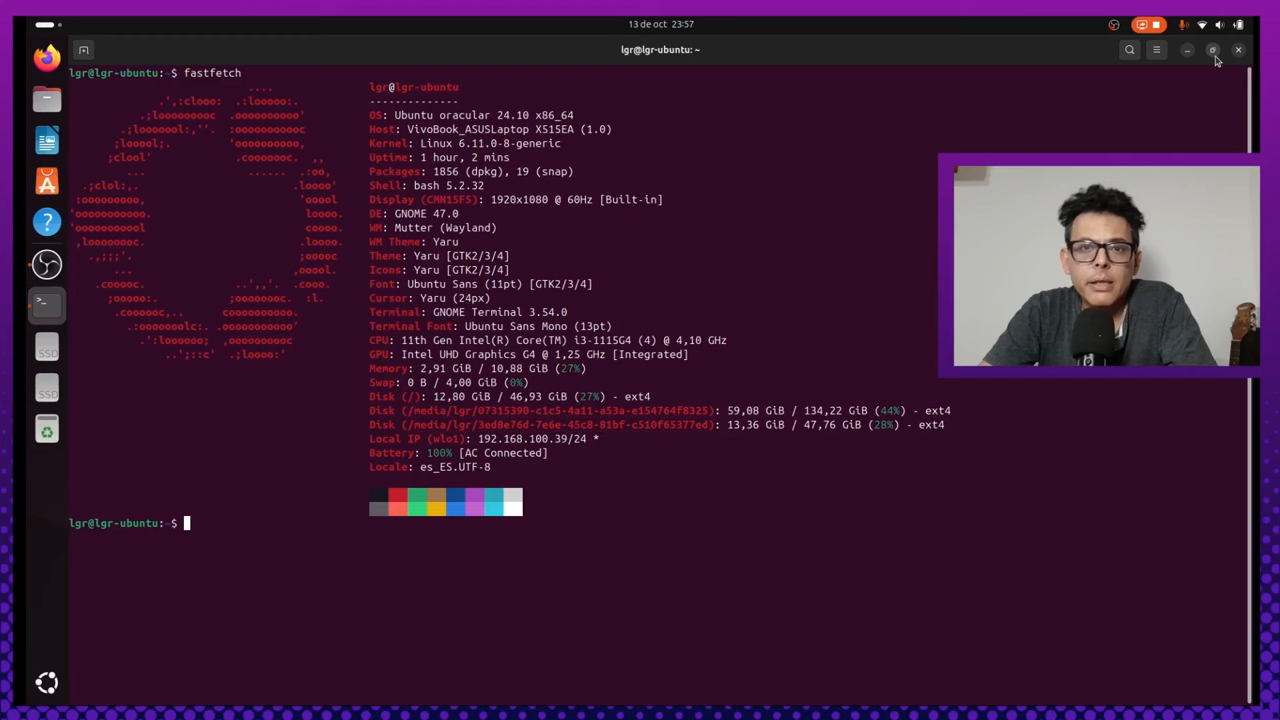 13 de oct 23:57
lgr@lgr-ubuntu: ~
lgr@lgr-ubuntu:~$ fastfetch
lgr@lgr-ubuntu
--------------
OS: Ubuntu oracular 24.10 x86_64
Host: VivoBook_ASUSLaptop X515EA (1.0)
Kernel: Linux 6.11.0-8-generic
Uptime: 1 hour, 2 mins
Packages: 1856 (dpkg), 19 (snap)
Shell: bash 5.2.32
Display (CMN15F5): 1920x1080 @ 60Hz [Built-in]
DE: GNOME 47.0
WM: Mutter (Wayland)
WM Theme: Yaru
Theme: Yaru [GTK2/3/4]
Icons: Yaru [GTK2/3/4]
Font: Ubuntu Sans (11pt) [GTK2/3/4]
Cursor: Yaru (24px)
Terminal: GNOME Terminal 3.54.0
Terminal Font: Ubuntu Sans Mono (13pt)
CPU: 11th Gen Intel(R) Core(TM) i3-1115G4 (4) @ 4,10 GHz
GPU: Intel UHD Graphics G4 @ 1,25 GHz [Integrated]
Memory: 2,91 GiB / 10,88 GiB (27%)
Swap: 0 B / 4,00 GiB (0%)
Disk (/): 12,80 GiB / 46,93 GiB (27%) - ext4
Disk (/media/lgr/07315390-c1c5-4a11-a53a-e154764f8325): 59,08 GiB / 134,22 GiB (44%) - ext4
Disk (/media/lgr/3ed8e76d-7e6e-45c8-81bf-c510f65377ed): 13,36 GiB / 47,76 GiB (28%) - ext4
Local IP (wlo1): 192.168.100.39/24 *
Battery: 100% [AC Connected]
Locale: es_ES.UTF-8
lgr@lgr-ubuntu:~$
SSD
SSD